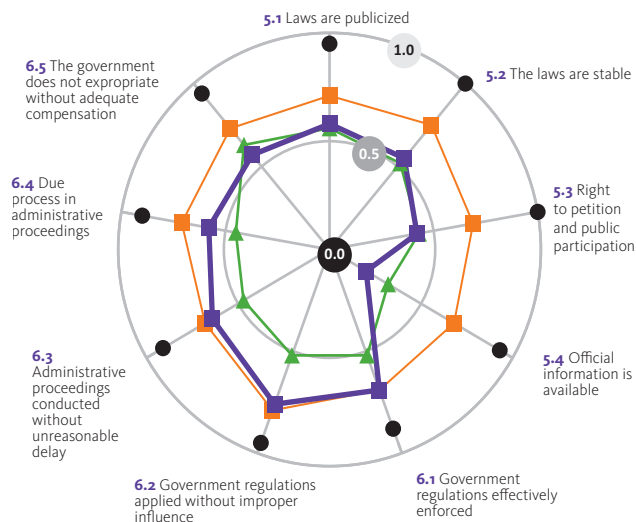 5.1 Laws are publicized
1.0
5.2 The laws are stable
0.5
5.3 Right
to petition
and public
participation
0.0
5.4 Official
information is
available
6.1 Government
regulations effectively
enforced
6.2 Government regulations
applied without improper
influence
6.3
Administrative
proceedings
conducted
without
unreasonable
delay
6.4 Due
process in
administrative
proceedings
6.5 The government
does not expropriate
without adequate
compensation